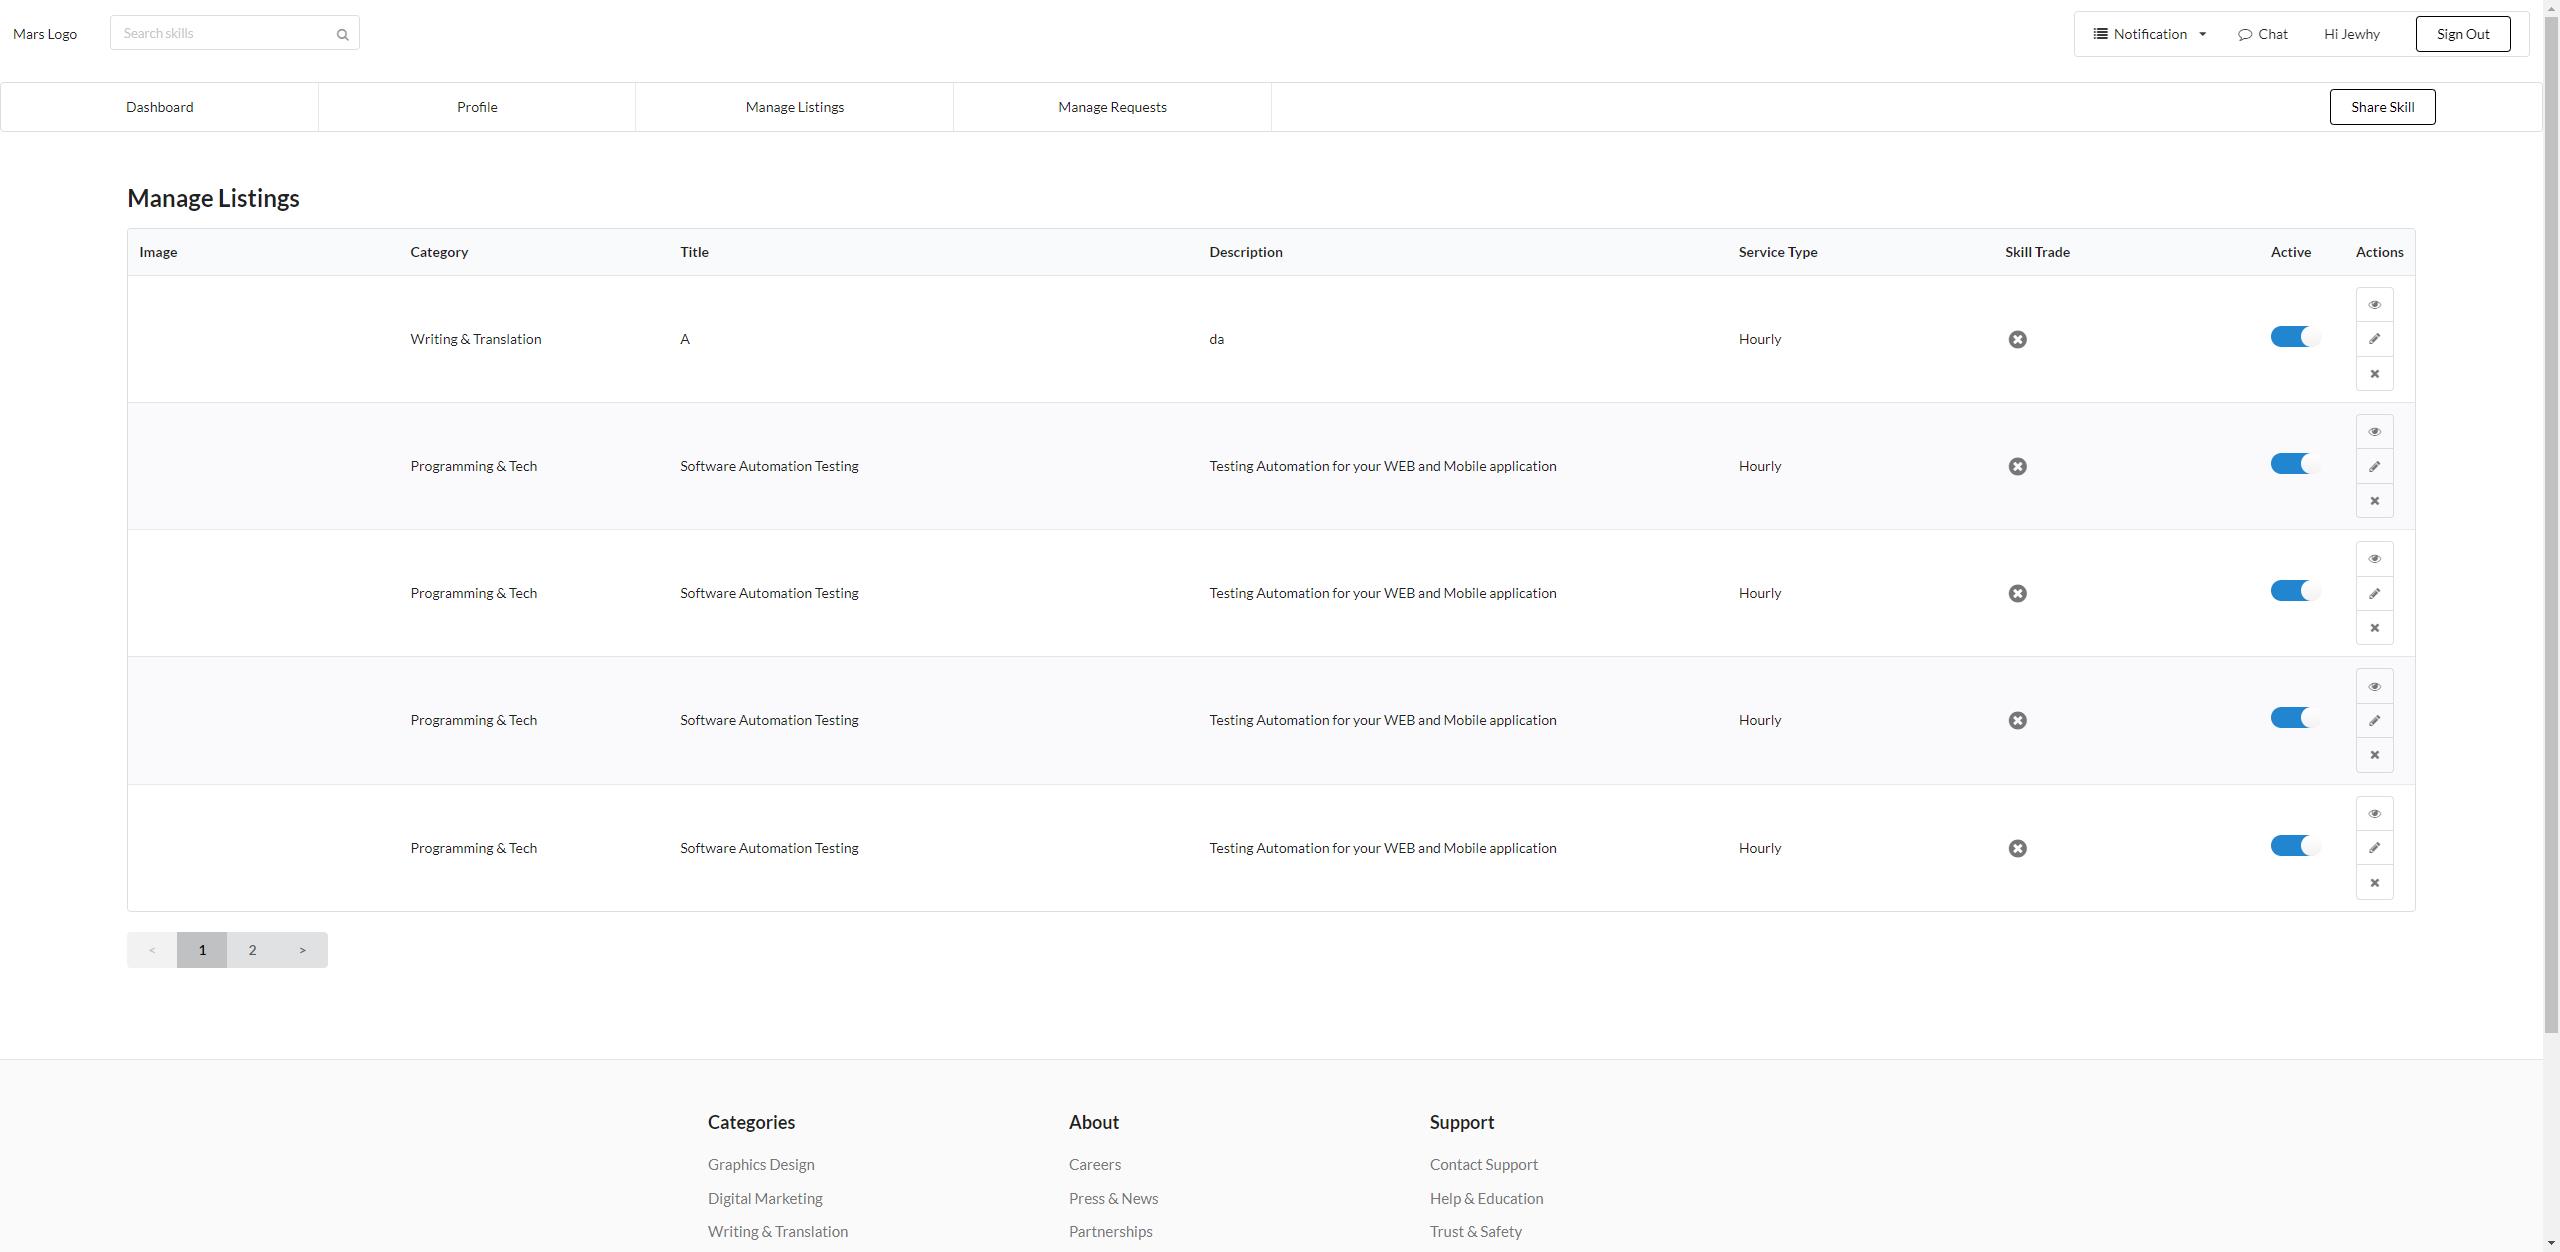 Mars Logo Search skills Notification Chat Hi Jewhy Sign Out
Dashboard Profile Manage Listings Manage Requests Share Skill
Manage Listings
Image Category Title Description Service Type Skill Trade Active Actions
Writing & Translation A da Hourly
Programming & Tech Software Automation Testing Testing Automation for your WEB and Mobile application Hourly
Programming & Tech Software Automation Testing Testing Automation for your WEB and Mobile application Hourly
Programming & Tech Software Automation Testing Testing Automation for your WEB and Mobile application Hourly
Programming & Tech Software Automation Testing Testing Automation for your WEB and Mobile application Hourly
< 1 2 >
Categories About Support
Graphics Design Careers Contact Support
Digital Marketing Press & News Help & Education
Writing & Translation Partnerships Trust & Safety